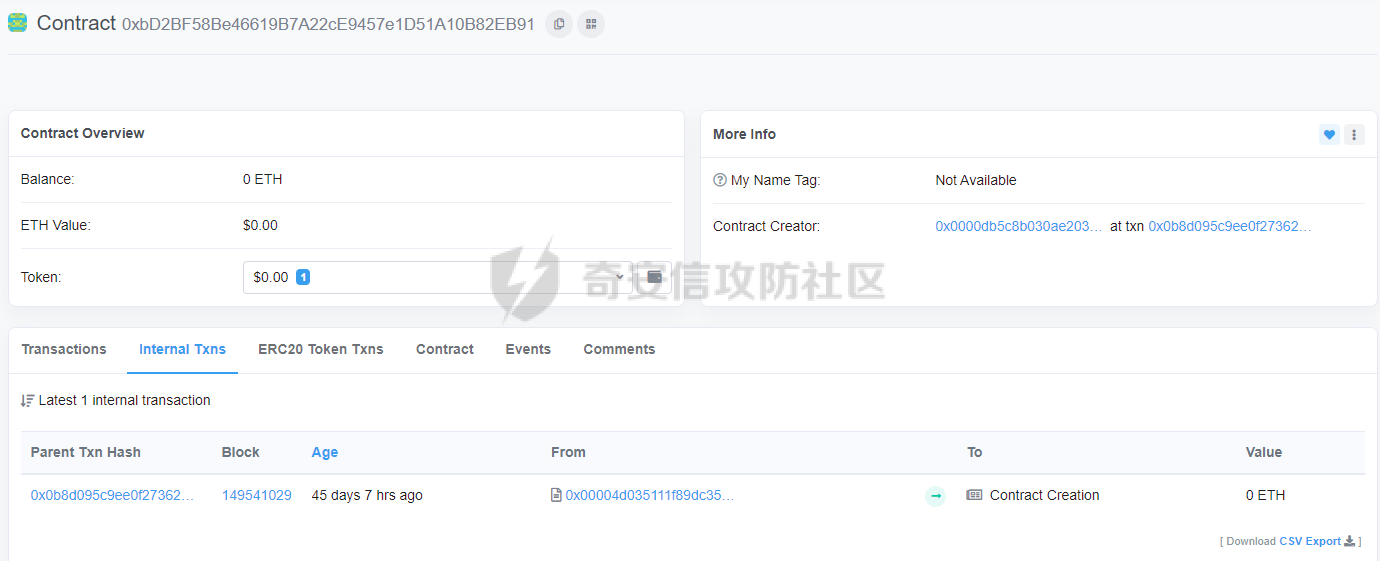 Contract 0xbD2BF58Be46619B7A22cE9457e1D51A10B82EB91
Contract Overview
Balance: 0 ETH
ETH Value: $0.00
Token: $0.00 1
More Info
My Name Tag: Not Available
Contract Creator: 0x0000db5c8b030ae203... at txn 0x0b8d095c9ee0f27362...
奇安信攻防社区
Transactions Internal Txns ERC20 Token Txns Contract Events Comments
Latest 1 internal transaction
Parent Txn Hash Block Age From To Value
0x0b8d095c9ee0f27362... 149541029 45 days 7 hrs ago 0x00004d035111f89dc35... Contract Creation 0 ETH
[ Download CSV Export ]